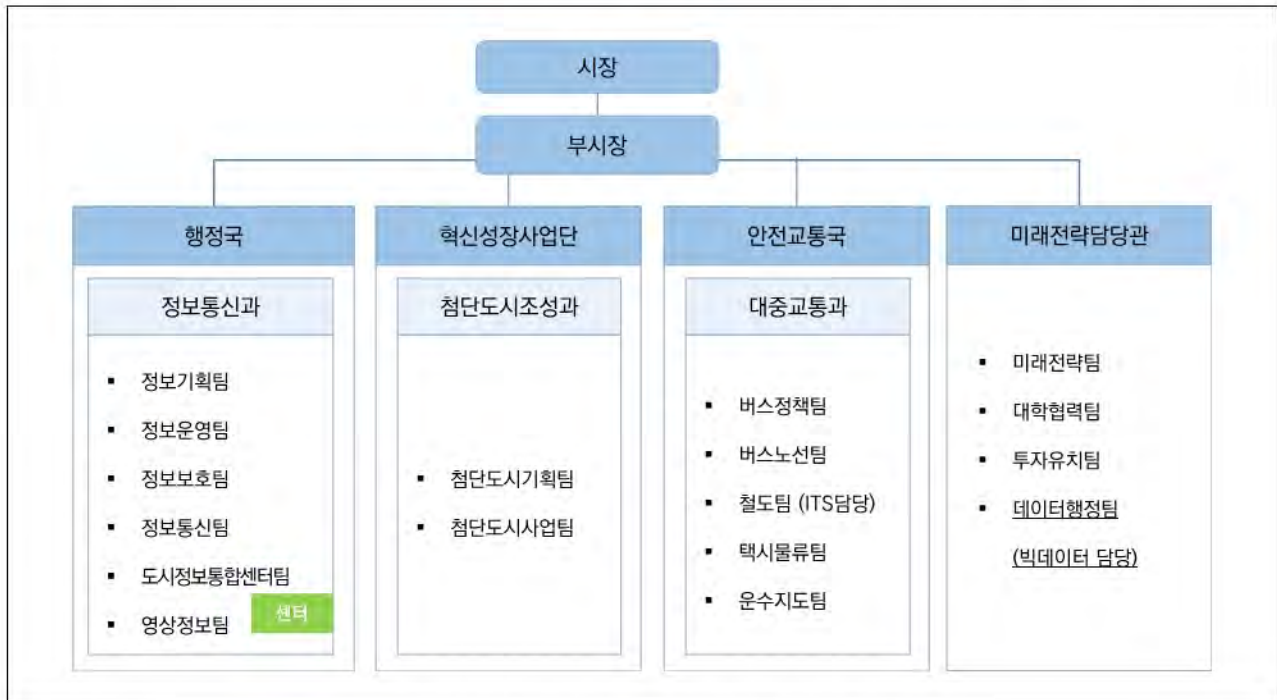 시장
부시장
행정국
정보통신과
▪ 정보기획팀
▪ 정보운영팀
▪ 정보보호팀
▪ 정보통신팀
▪ 도시정보통합센터팀
▪ 영상정보팀
센터
혁신성장사업단
첨단도시조성과
▪ 첨단도시기획팀
▪ 첨단도시사업팀
안전교통국
대중교통과
▪ 버스정책팀
▪ 버스노선팀
▪ 철도팀 (ITS담당)
▪ 택시물류팀
▪ 운수지도팀
미래전략담당관
▪ 미래전략팀
▪ 대학협력팀
▪ 투자유치팀
▪ 데이터행정팀
(빅데이터 담당)